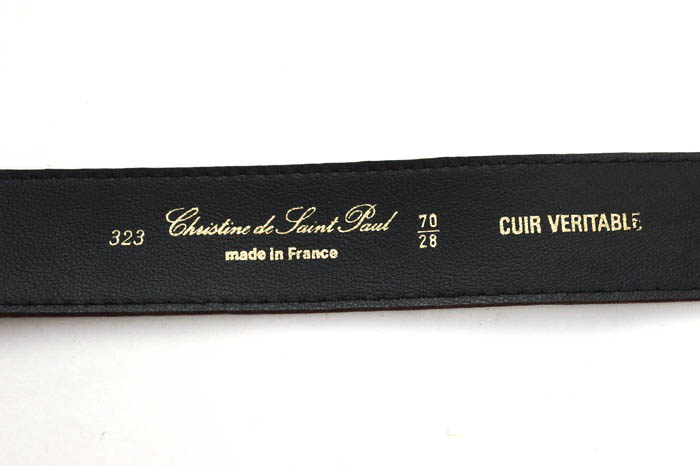 323 Christine de Saint Paul 70 CUIR VERITABLE
made in France 28